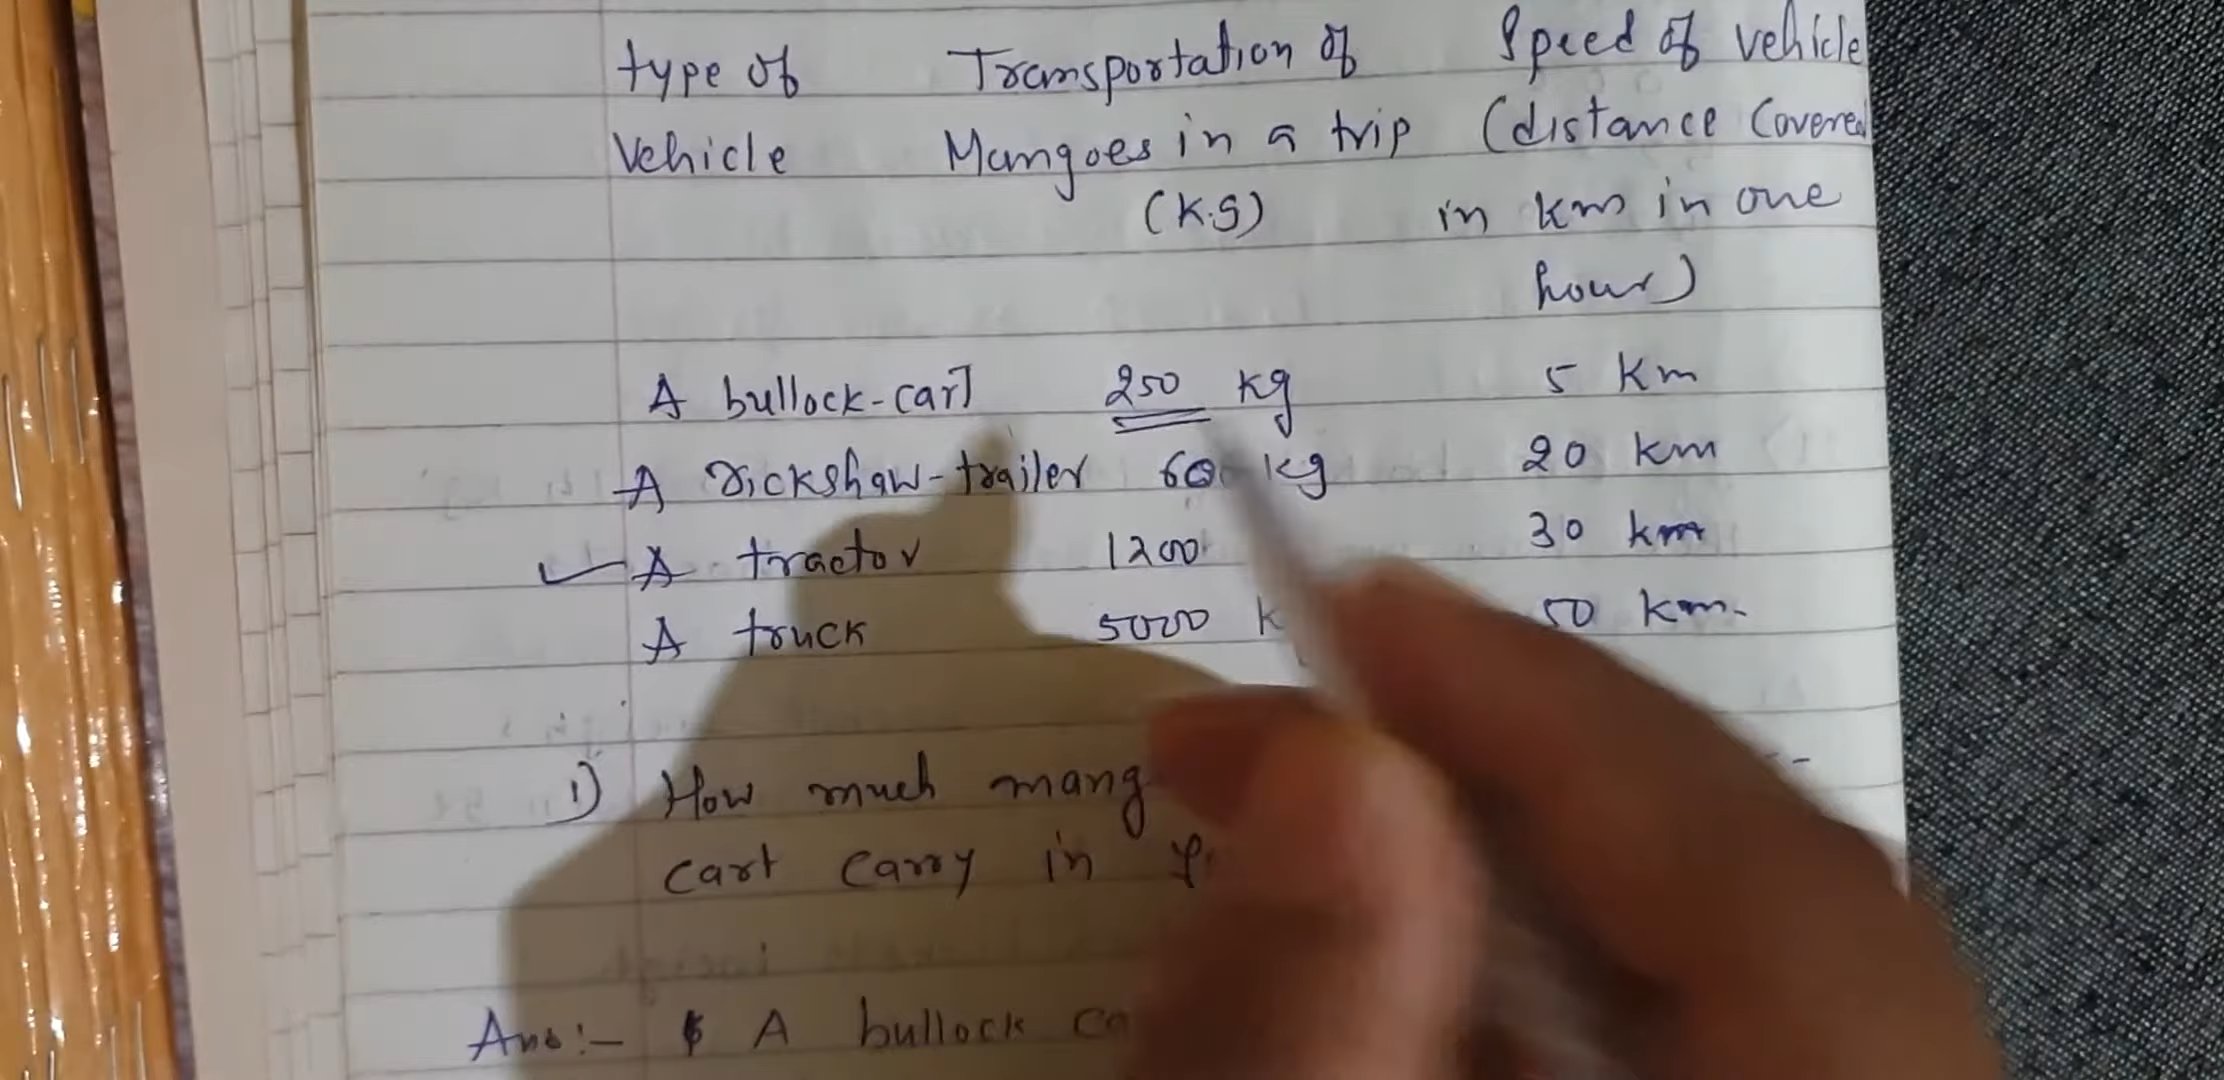 type of Transportation of Speed of vehicle
Vehicle Mangoes in a trip (distance Covered
(K.g) in km in one
hour)
A bullock-cart 250 kg 5 Km
A rickshaw-trailer kg 20 km
A tractor 1200 30 km
A truck 5000 50 km.
1) How much
cart carry in
Ans:- A bullock